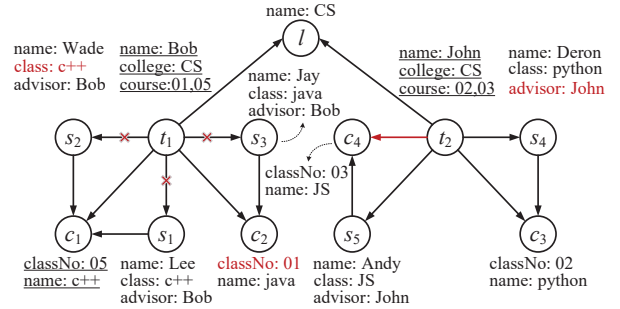 name: CS
l
name: Wade
class: c++
advisor: Bob
name: Bob
college: CS
course:01,05
name: Jay
class: java
advisor: Bob
name: John
college: CS
course: 02,03
name: Deron
class: python
advisor: John
s2
t1
s3
c4
t2
s4
classNo: 03
name: JS
c1
s1
c2
s5
c3
classNo: 05
name: c++
name: Lee
class: c++
advisor: Bob
classNo: 01
name: java
name: Andy
class: JS
advisor: John
classNo: 02
name: python